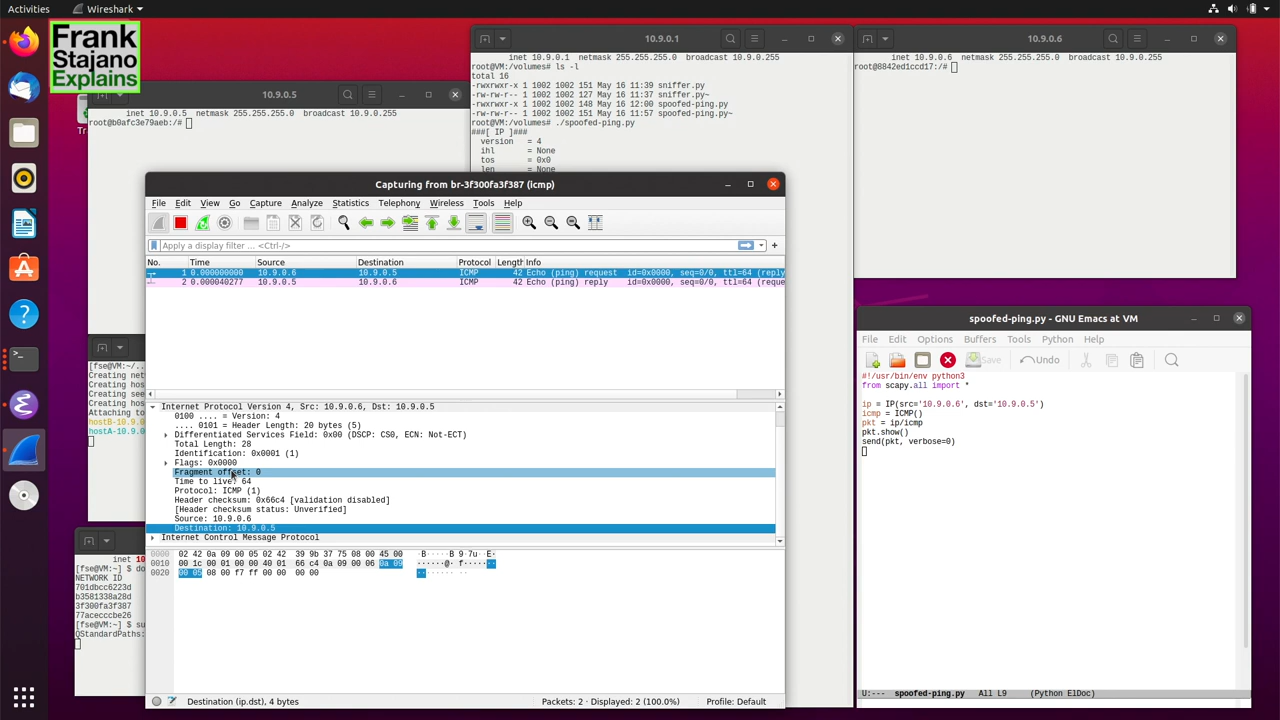 Activities
Wireshark
Frank
Stajano
Explains
10.9.0.5
inet 10.9.0.5 netmask 255.255.255.0 broadcast 10.9.0.255
root@b0afc3e79aeb:/#
10.9.0.1
inet 10.9.0.1 netmask 255.255.255.0 broadcast 10.9.0.255
root@VM:/volumes# ls -l
total 16
-rwxrwxr-x 1 1002 1002 151 May 16 11:39 sniffer.py
-rw-rw-r-- 1 1002 1002 127 May 16 11:37 sniffer.py~
-rwxrwxr-x 1 1002 1002 148 May 16 12:00 spoofed-ping.py
-rw-rw-r-- 1 1002 1002 151 May 16 11:57 spoofed-ping.py~
root@VM:/volumes# ./spoofed-ping.py
###[ IP ]###
version = 4
ihl = None
tos = 0x0
len = None
10.9.0.6
inet 10.9.0.6 netmask 255.255.255.0 broadcast 10.9.0.255
root@8842ed1ccd17:/#
Capturing from br-3f300fa3f387 (icmp)
File Edit View Go Capture Analyze Statistics Telephony Wireless Tools Help
Apply a display filter ... <Ctrl-/>
No. Time Source Destination Protocol Length Info
1 0.000000000 10.9.0.6 10.9.0.5 ICMP 42 Echo (ping) request id=0x0000, seq=0/0, ttl=64 (reply
2 0.000040277 10.9.0.5 10.9.0.6 ICMP 42 Echo (ping) reply id=0x0000, seq=0/0, ttl=64 (reque
Internet Protocol Version 4, Src: 10.9.0.6, Dst: 10.9.0.5
0100 .... = Version: 4
.... 0101 = Header Length: 20 bytes (5)
Differentiated Services Field: 0x00 (DSCP: CS0, ECN: Not-ECT)
Total Length: 28
Identification: 0x0001 (1)
Flags: 0x0000
Fragment offset: 0
Time to live: 64
Protocol: ICMP (1)
Header checksum: 0x66c4 [validation disabled]
[Header checksum status: Unverified]
Source: 10.9.0.6
Destination: 10.9.0.5
Internet Control Message Protocol
0000 02 42 0a 09 00 05 02 42 39 9b 37 75 08 00 45 00 ·B·····B 9·7u··E·
0010 00 1c 00 01 00 00 40 01 66 c4 0a 09 00 06 0a 09 ······@· f·······
0020 00 05 08 00 f7 ff 00 00 00 00 ·········· 
Destination (ip.dst), 4 bytes
Packets: 2 · Displayed: 2 (100.0%)
Profile: Default
[fse@VM:~/..
Creating net
Creating hos
Creating see
Creating hos
Attaching to
hostB-10.9.0
hostA-10.9.0
inet 10
[fse@VM:~] $ do
NETWORK ID
701dbcc6223d
b3581338a28d
3f300fa3f387
77acecccbe26
[fse@VM:~] $ su
QStandardPaths:
spoofed-ping.py - GNU Emacs at VM
File Edit Options Buffers Tools Python Help
Save
Undo
#!/usr/bin/env python3
from scapy.all import *
ip = IP(src='10.9.0.6', dst='10.9.0.5')
icmp = ICMP()
pkt = ip/icmp
pkt.show()
send(pkt, verbose=0)
U:--- spoofed-ping.py All L9 (Python ElDoc)